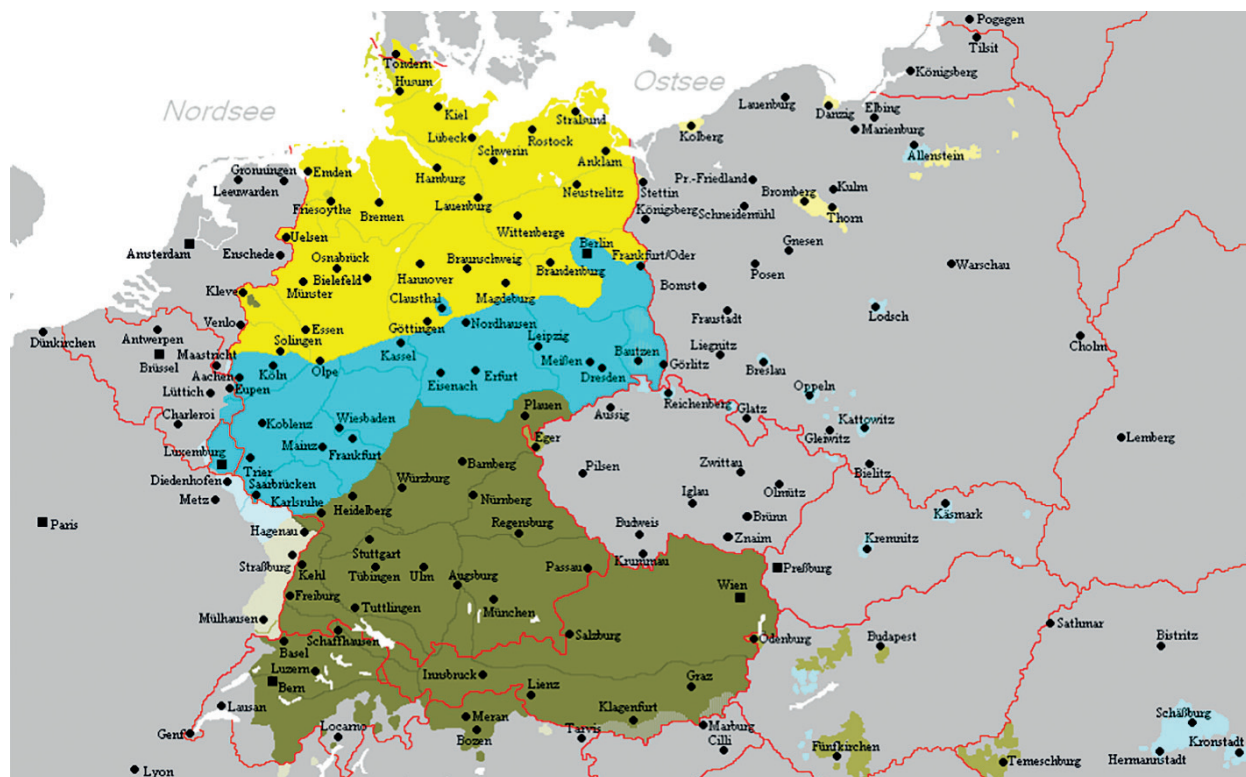 Pogegen
Tilsit
Tondern
Königsberg
Husum
Ostsee
Nordsee
Kiel
Stralsund
Lauenburg
Danzig
Elbing
Lübeck
Rostock
Kolberg
Marienburg
Schwerin
Anklam
Allenstein
Gronningen
Emden
Hamburg
Leeuwarden
Neustrelitz
Stettin
Pr.-Friedland
Bromberg
Kulm
Friesoythe
Bremen
Lauenburg
Königsberg
Schneidemühl
Thorn
Wittenberge
Uelsen
Berlin
Gnesen
Amsterdam
Enschede
Osnabrück
Braunschweig
Frankfurt/Oder
Posen
Warschau
Bielefeld
Hannover
Brandenburg
Kleve
Münster
Magdeburg
Bomst
Clausthal
Lodsch
Venlo
Essen
Göttingen
Nordhausen
Fraustadt
Dünkirchen
Antwerpen
Solingen
Leipzig
Cholm
Maastricht
Kassel
Meißen
Bautzen
Liegnitz
Brüssel
Köln
Olpe
Görlitz
Breslau
Aachen
Eisenach
Erfurt
Dresden
Lüttich
Eupen
Oppeln
Plauen
Reichenberg
Charleroi
Koblenz
Wiesbaden
Aussig
Glatz
Kattowitz
Eger
Gleiwitz
Lemberg
Luxemburg
Mainz
Frankfurt
Trier
Bamberg
Pilsen
Zwittau
Bielitz
Diedenhofen
Saarbrücken
Würzburg
Olmütz
Metz
Karlsruhe
Nürnberg
Iglau
Käsmark
Heidelberg
Paris
Regensburg
Budweis
Brünn
Hagenau
Znaim
Kremnitz
Stuttgart
Krummau
Straßburg
Kehl
Tübingen
Ulm
Augsburg
Passau
Wien
Preßburg
Freiburg
Tuttlingen
München
Mülhausen
Sathmar
Schaffhausen
Salzburg
Ödenburg
Budapest
Bistritz
Basel
Luzern
Innsbruck
Bern
Lienz
Graz
Lausan
Meran
Klagenfurt
Schäßburg
Genf
Locarno
Tarvis
Marburg
Kronstadt
Bozen
Cilli
Fünfkirchen
Hermannstadt
Lyon
Temeschburg